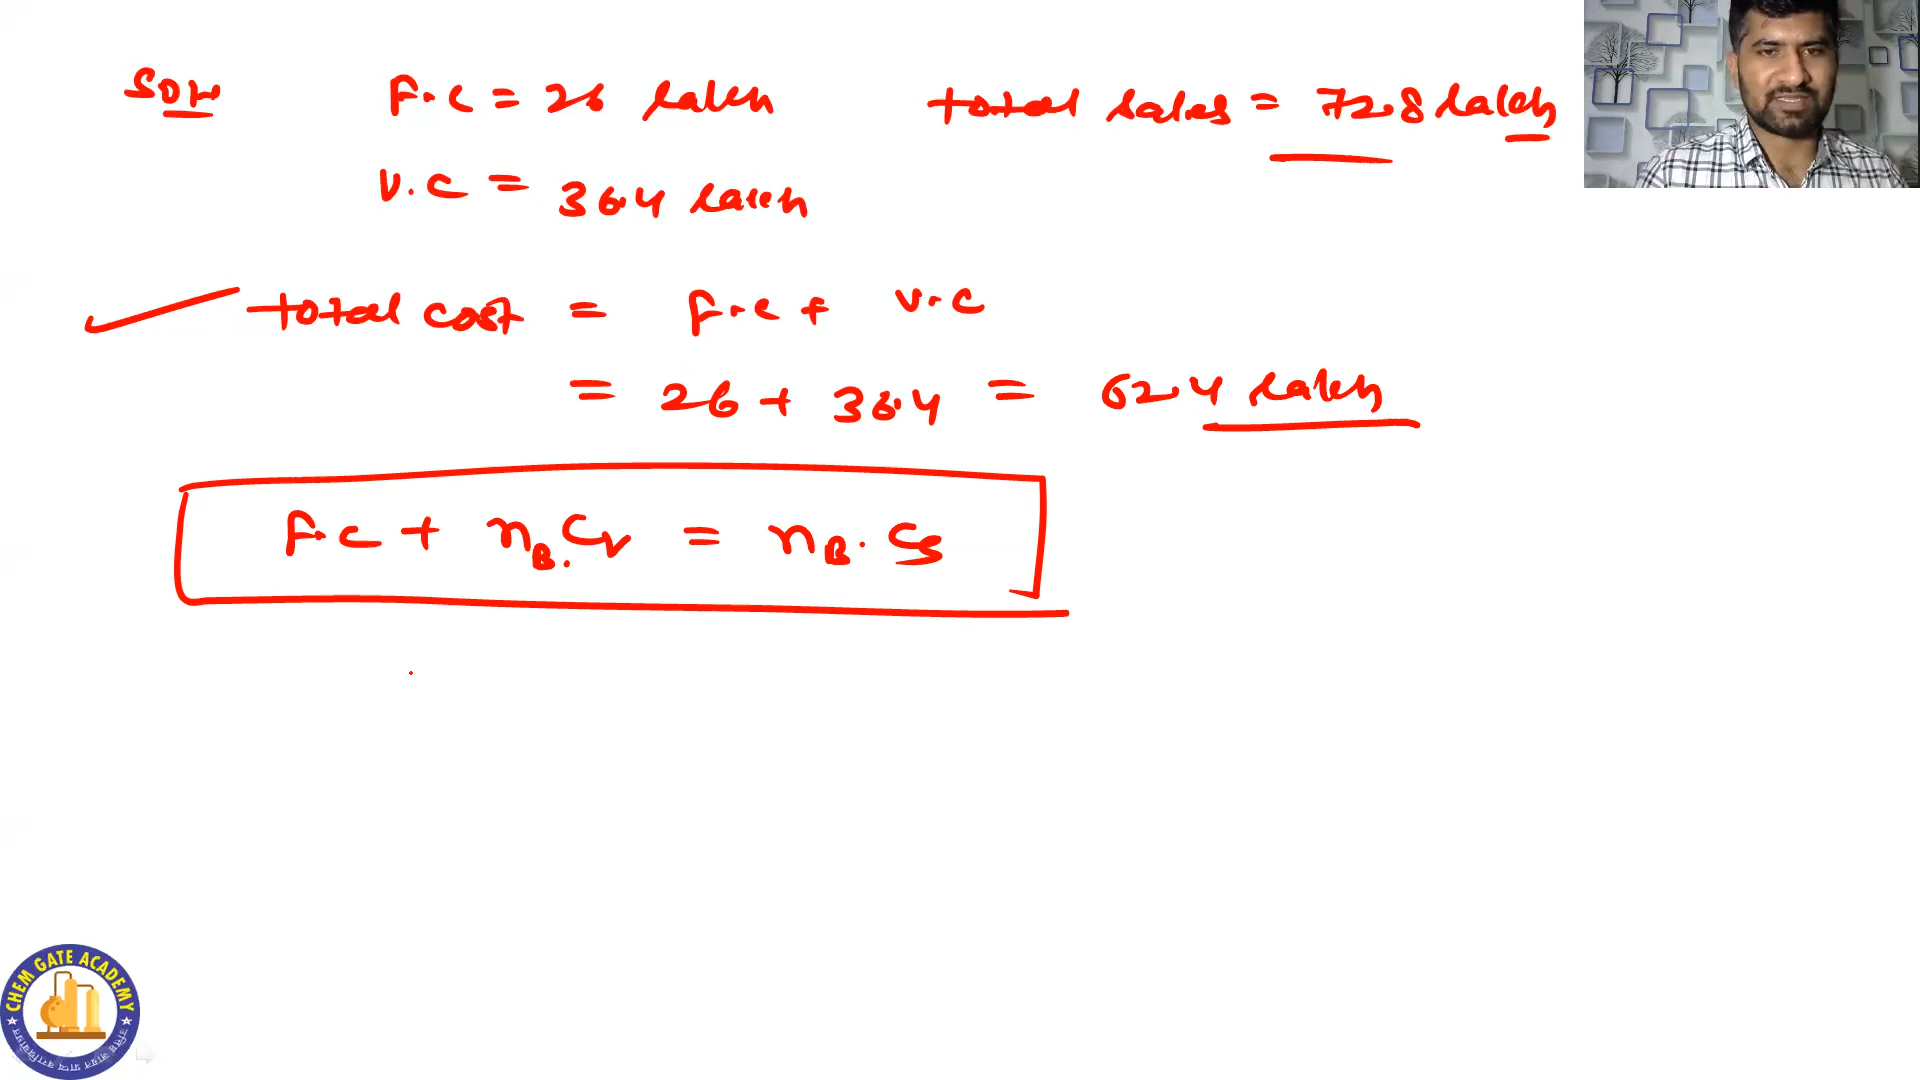 Soln F.C = 26 lakh total sales = 72.8 lakh
V.C = 36.4 lakh
total cost = F.C + V.C
= 26 + 36.4 = 62.4 lakh
F.C + nB.Cv = nB.Cs
CHEM GATE ACADEMY